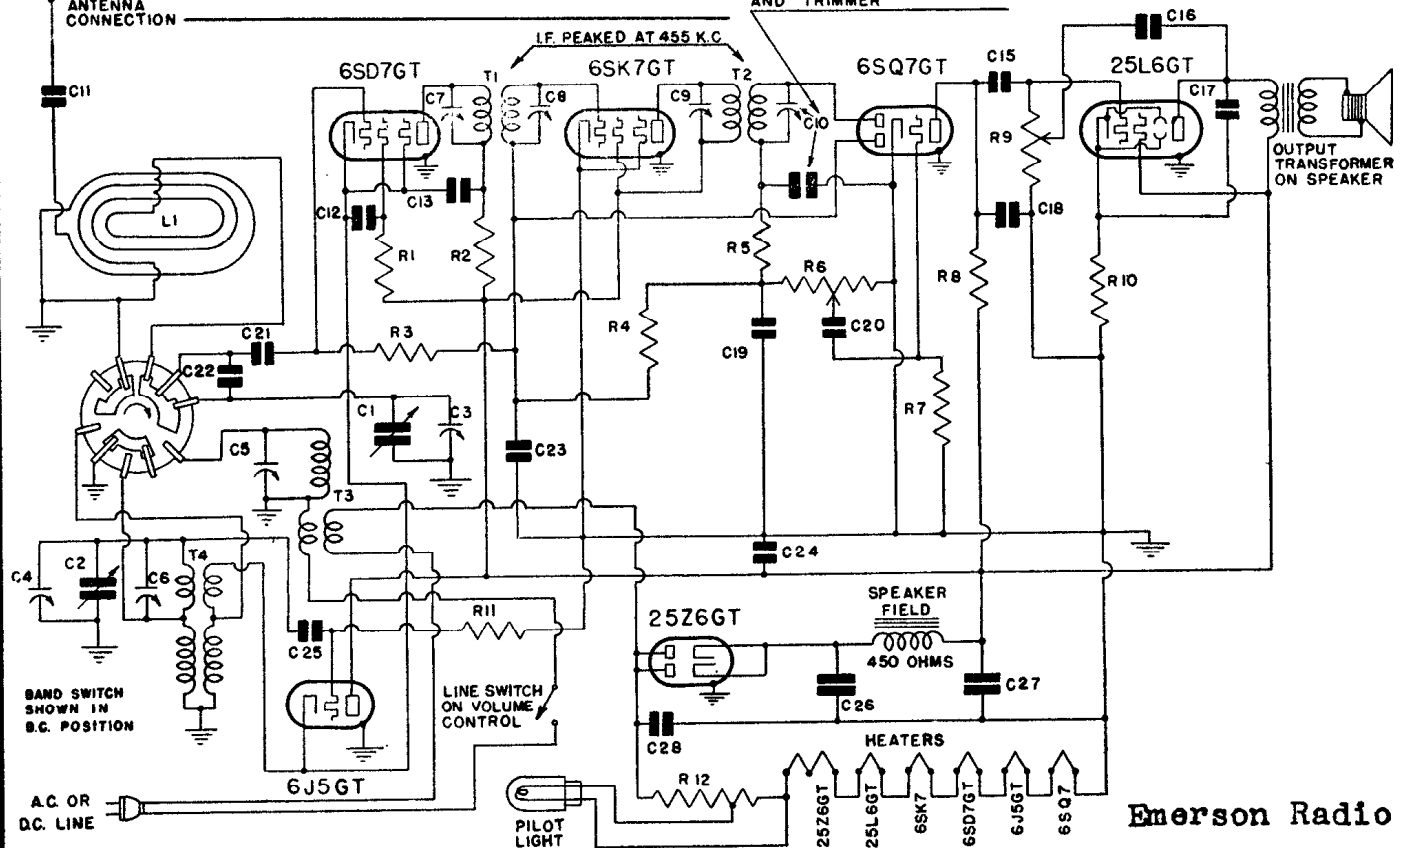 ANTENNA
CONNECTION
AND TRIMMER
I.F. PEAKED AT 455 K.C
C11
6SD7GT
T1
C7
C8
6SK7GT
C9
T2
C10
6SQ7GT
C15
C16
25L6GT
C17
R9
OUTPUT
TRANSFORMER
ON SPEAKER
L1
C12
C13
C18
R1
R2
R5
R6
R8
R10
C21
R3
R4
C20
C19
C22
C1
C3
R7
C5
C23
T3
C24
C4
C2
C6
T4
R11
C25
SPEAKER
FIELD
25Z6GT
450 OHMS
C26
C27
BAND SWITCH
SHOWN IN
B.C. POSITION
LINE SWITCH
ON VOLUME
CONTROL
C28
HEATERS
6J5GT
R12
A.C. OR
D.C. LINE
PILOT
LIGHT
25Z6GT
25L6GT
6SK7
6SD7GT
6J5GT
6SQ7
Emerson Radio